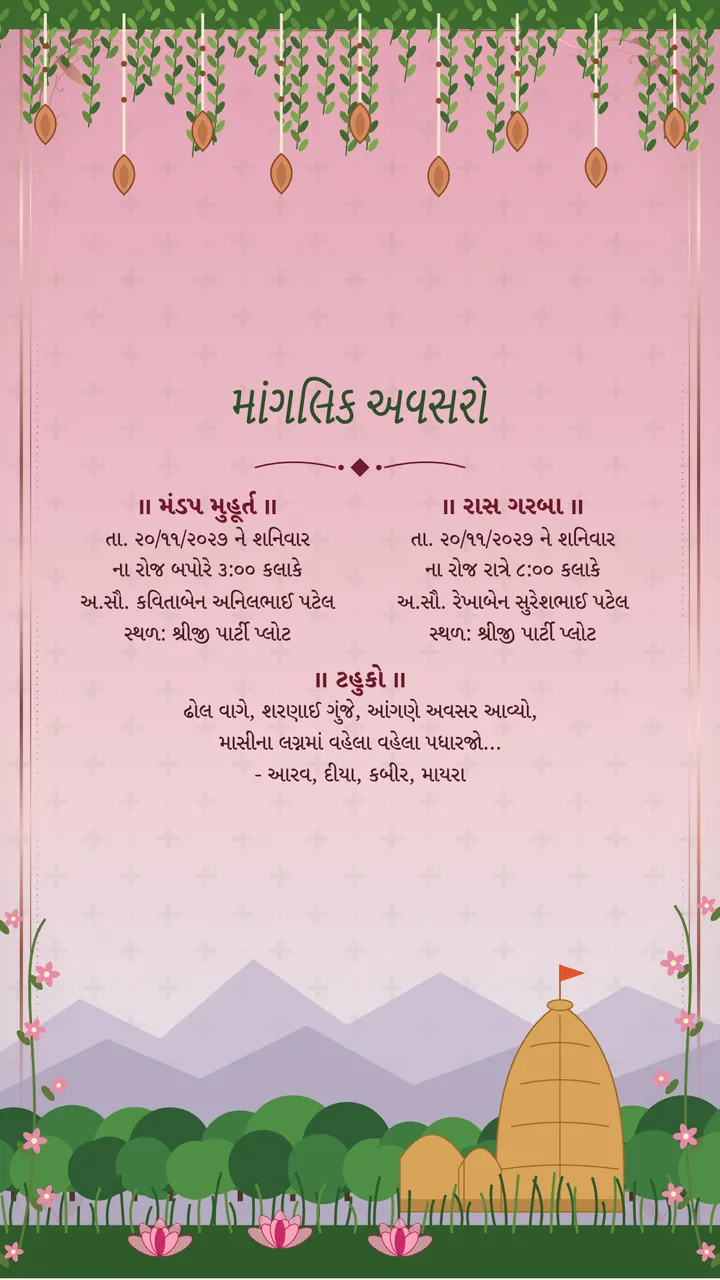 માંગલિક અવસરો
॥ મંડપ મુહૂર્ત ॥
તા. ૨૦/૧૧/૨૦૨૭ ને શનિવાર
ના રોજ બપોરે ૩:૦૦ કલાકે
અ.સૌ. કવિતાબેન અનિલભાઈ પટેલ
સ્થળ: શ્રીજી પાર્ટી પ્લોટ
॥ રાસ ગરબા ॥
તા. ૨૦/૧૧/૨૦૨૭ ને શનિવાર
ના રોજ રાત્રે ૮:૦૦ કલાકે
અ.સૌ. રેખાબેન સુરેશભાઈ પટેલ
સ્થળ: શ્રીજી પાર્ટી પ્લોટ
॥ ટહુકો ॥
ઢોલ વાગે, શરણાઈ ગુંજે, આંગણે અવસર આવ્યો,
માસીના લગ્નમાં વહેલા વહેલા પધારજો...
- આરવ, દીયા, કબીર, માયરા